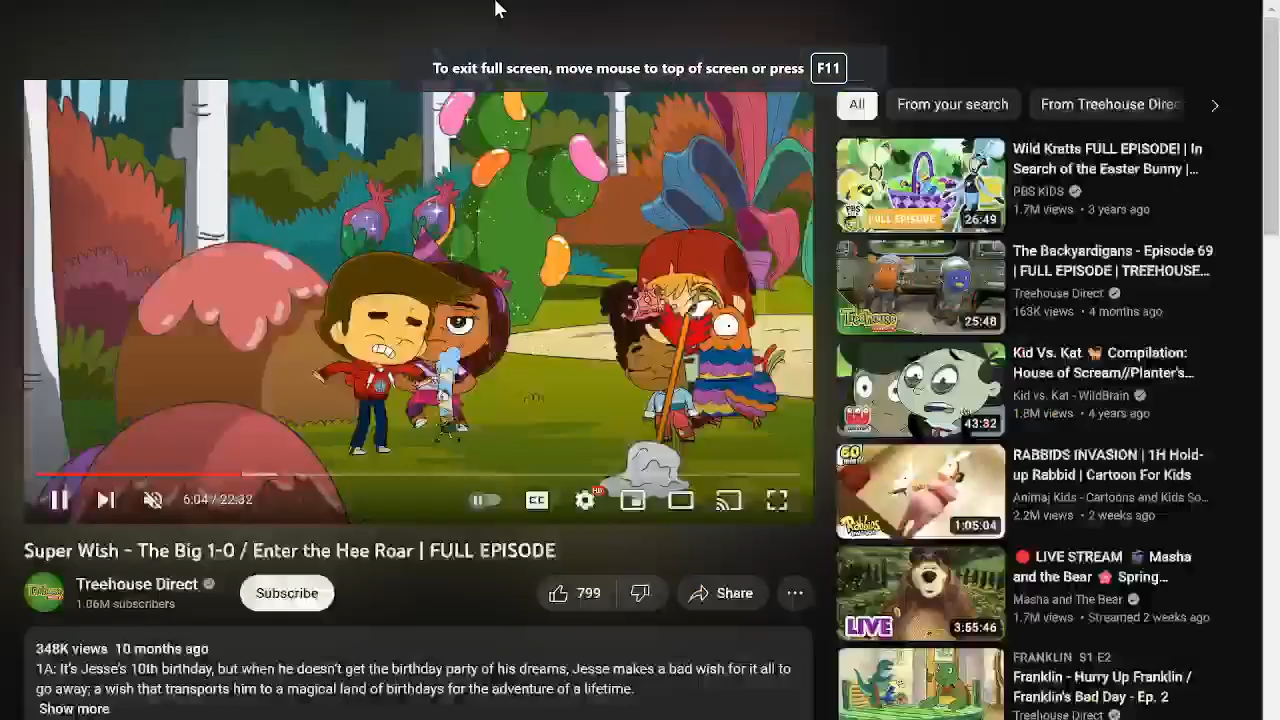 To exit full screen, move mouse to top of screen or press F11
All
From your search
From Treehouse Direc
Wild Kratts FULL EPISODE! | In
Search of the Easter Bunny |...
PBS KIDS
1.7M views • 3 years ago
PBS
KIDS
FULL EPISODE
26:49
The Backyardigans - Episode 69
| FULL EPISODE | TREEHOUSE...
Treehouse Direct
163K views • 4 months ago
Treehouse
25:48
Kid Vs. Kat 🐈 Compilation:
House of Scream//Planter's...
Kid vs. Kat - WildBrain
1.8M views • 4 years ago
43:32
RABBIDS INVASION | 1H Hold-
up Rabbid | Cartoon For Kids
Animaj Kids - Cartoons and Kids So...
2.2M views • 2 weeks ago
60
Rabbids
1:05:04
6:04 / 22:32
CC
HD
Super Wish - The Big 1-0 / Enter the Hee Roar | FULL EPISODE
Treehouse Direct
1.06M subscribers
Subscribe
799
Share
🔴 LIVE STREAM 🎬 Masha
and the Bear 🌸 Spring...
Masha and The Bear
1.7M views • Streamed 2 weeks ago
LIVE
3:55:46
348K views 10 months ago
1A: It's Jesse's 10th birthday, but when he doesn't get the birthday party of his dreams, Jesse makes a bad wish for it all to
go away; a wish that transports him to a magical land of birthdays for the adventure of a lifetime.
Show more
FRANKLIN S1 E2
Franklin - Hurry Up Franklin /
Franklin's Bad Day - Ep. 2
Treehouse Direct